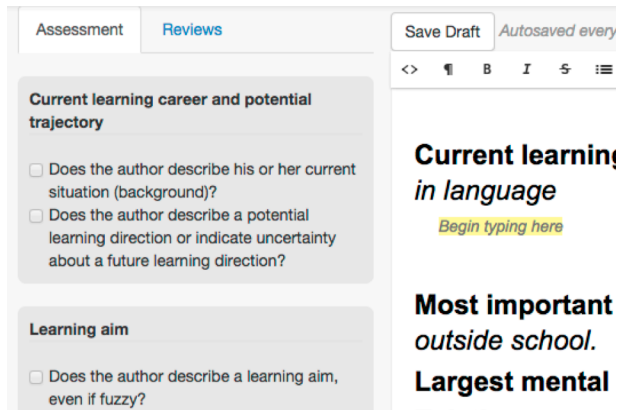 Assessment
Reviews
Current learning career and potential
trajectory
Does the author describe his or her current
situation (background)?
Does the author describe a potential
learning direction or indicate uncertainty
about a future learning direction?
Learning aim
Does the author describe a learning aim,
even if fuzzy?
Save Draft
Autosaved every
<> ¶ B I S
Current learning
in language
Begin typing here
Most important
outside school.
Largest mental